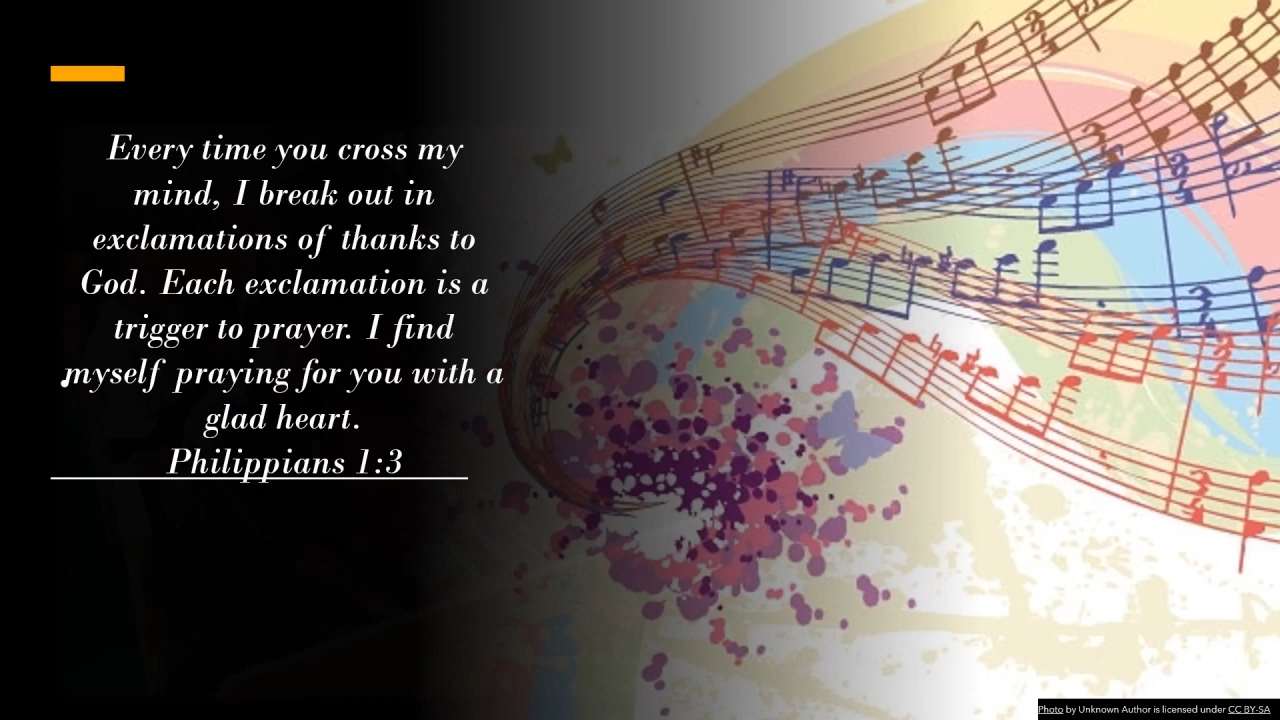 Every time you cross my
mind, I break out in
exclamations of thanks to
God. Each exclamation is a
trigger to prayer. I find
myself praying for you with a
glad heart.
Philippians 1:3
Photo by Unknown Author is licensed under CC BY-SA